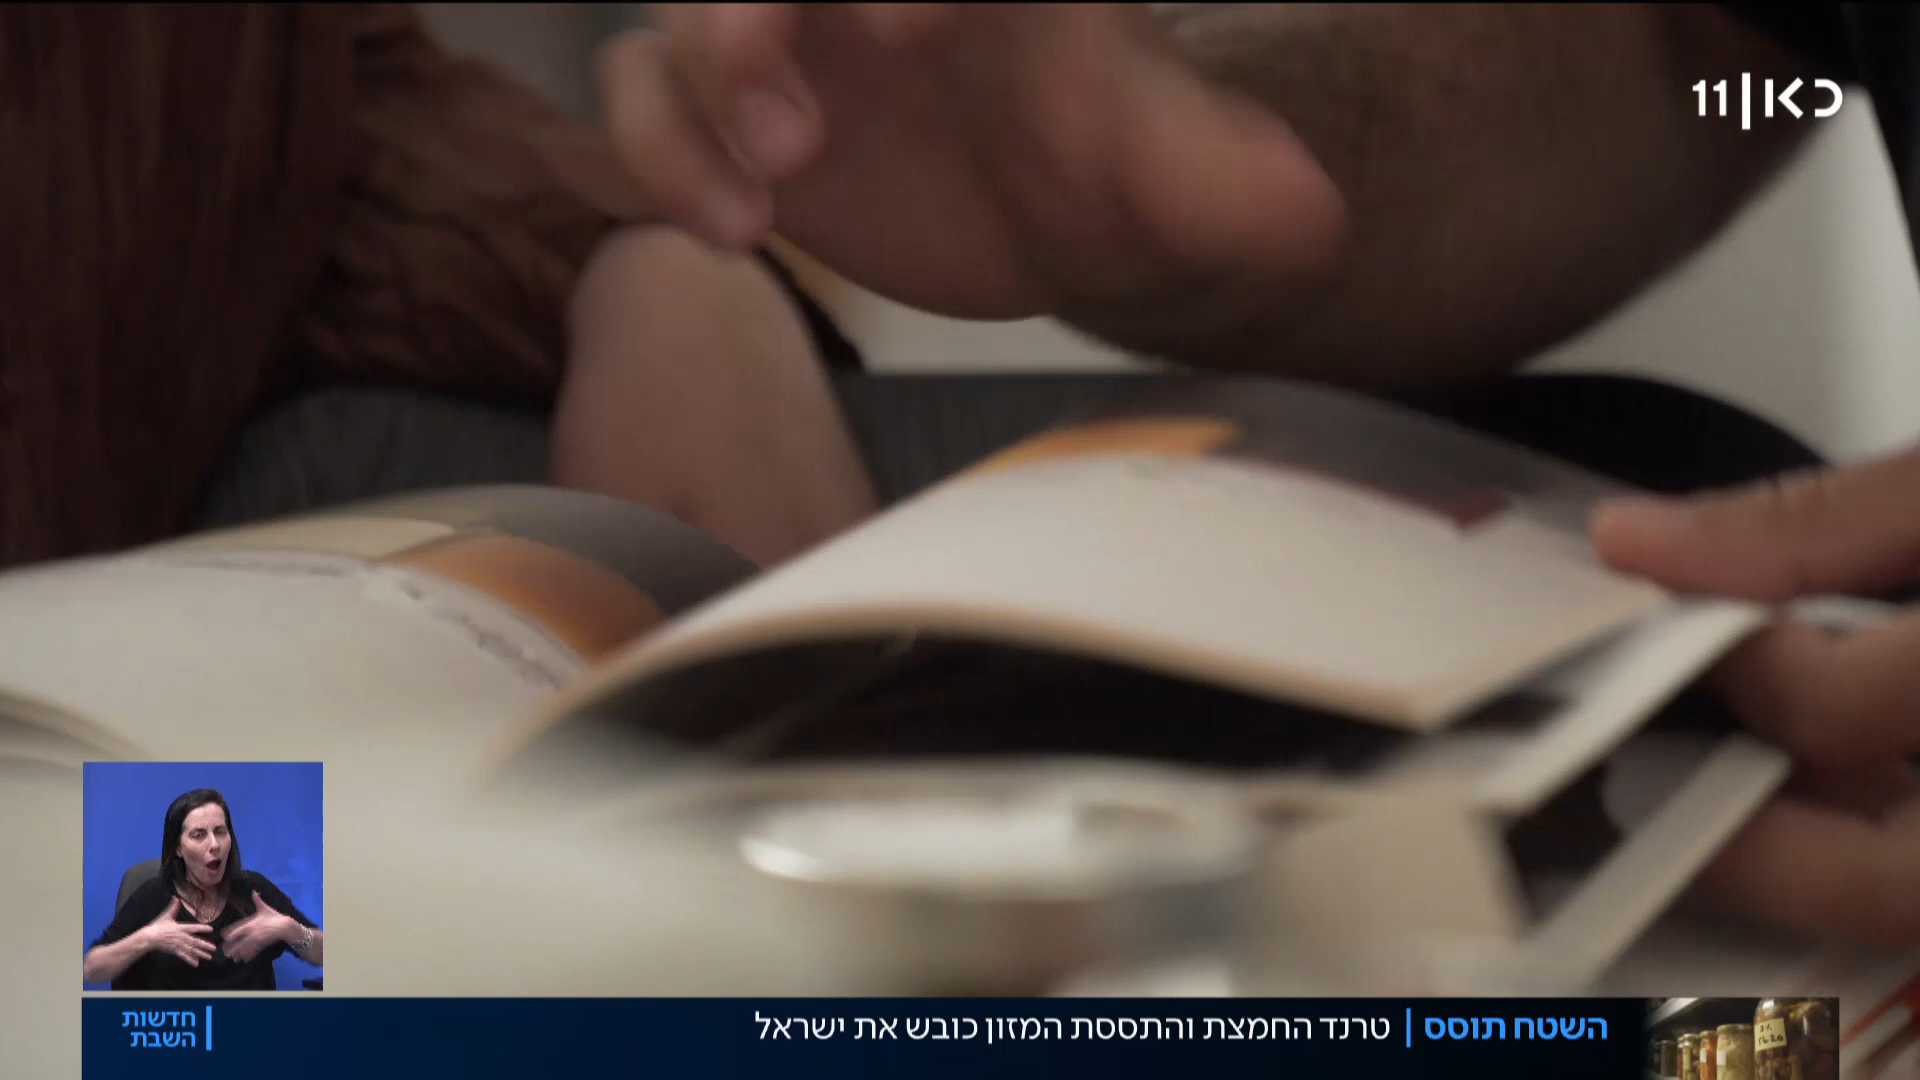 כאן 11
השטח תוסס | טרנד החמצת והתססת המזון כובש את ישראל
חדשות
השבת